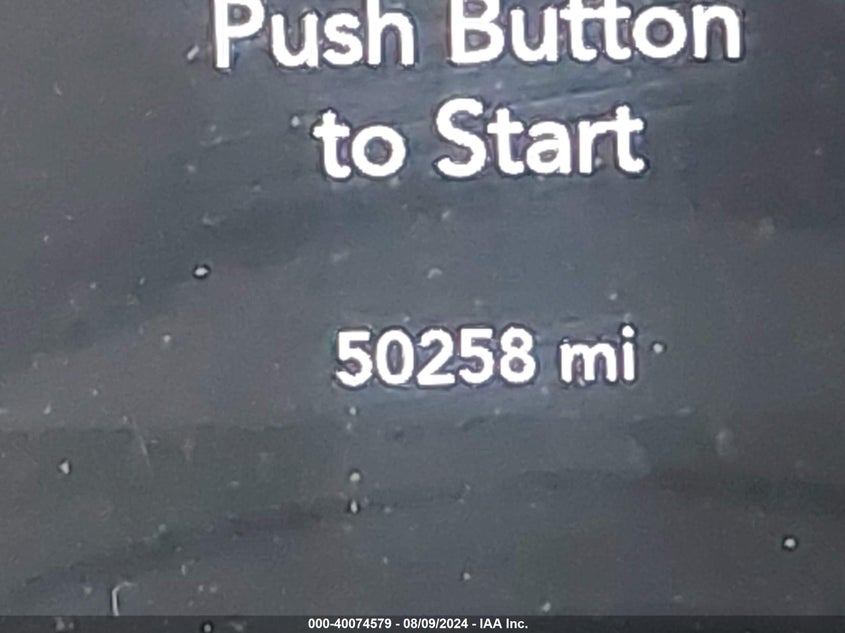 Push Button
to Start
50258 mi
000-40074579 - 08/09/2024 - IAA Inc.